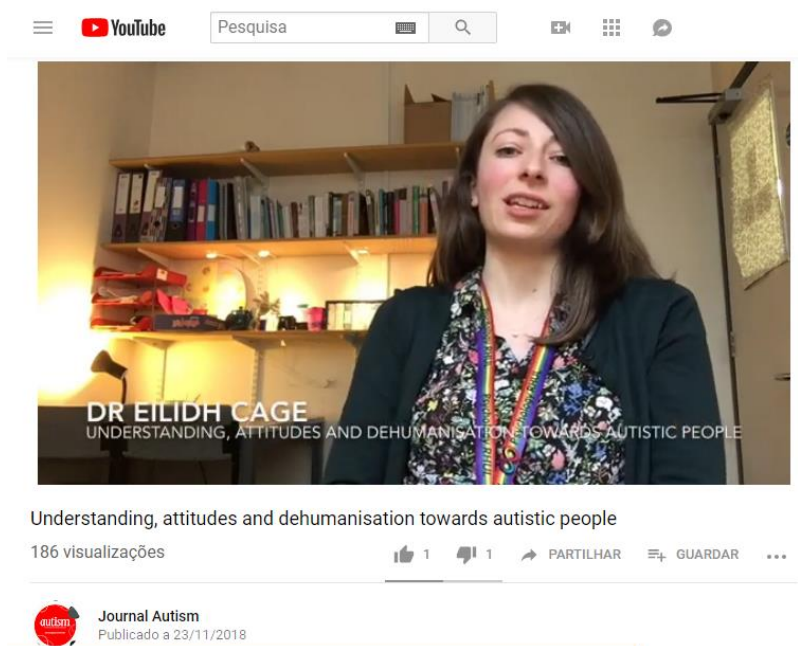 YouTube
Pesquisa
DR EILIDH CAGE
UNDERSTANDING, ATTITUDES AND DEHUMANISATION TOWARDS AUTISTIC PEOPLE
Understanding, attitudes and dehumanisation towards autistic people
186 visualizações
1 1 PARTILHAR GUARDAR
autism
Journal Autism
Publicado a 23/11/2018